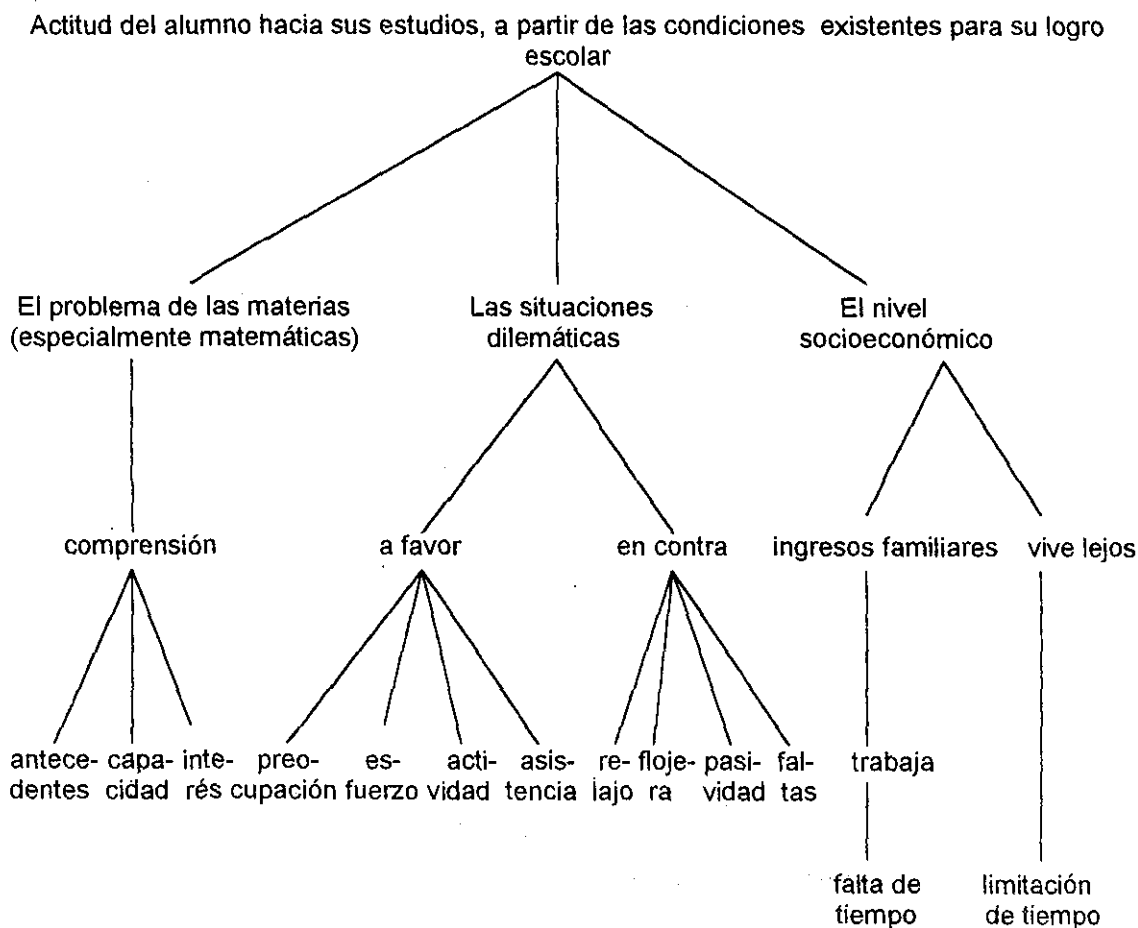 Actitud del alumno hacia sus estudios, a partir de las condiciones existentes para su logro
escolar
El problema de las materias
(especialmente matemáticas)
Las situaciones
dilemáticas
El nivel
socioeconómico
comprensión
a favor
en contra
ingresos familiares
vive lejos
antece-
dentes
capa-
cidad
inte-
rés
preo-
cupación
es-
fuerzo
acti-
vidad
asis-
tencia
re-
lajo
floje-
ra
pasi-
vidad
fal-
tas
trabaja
falta de
tiempo
limitación
de tiempo